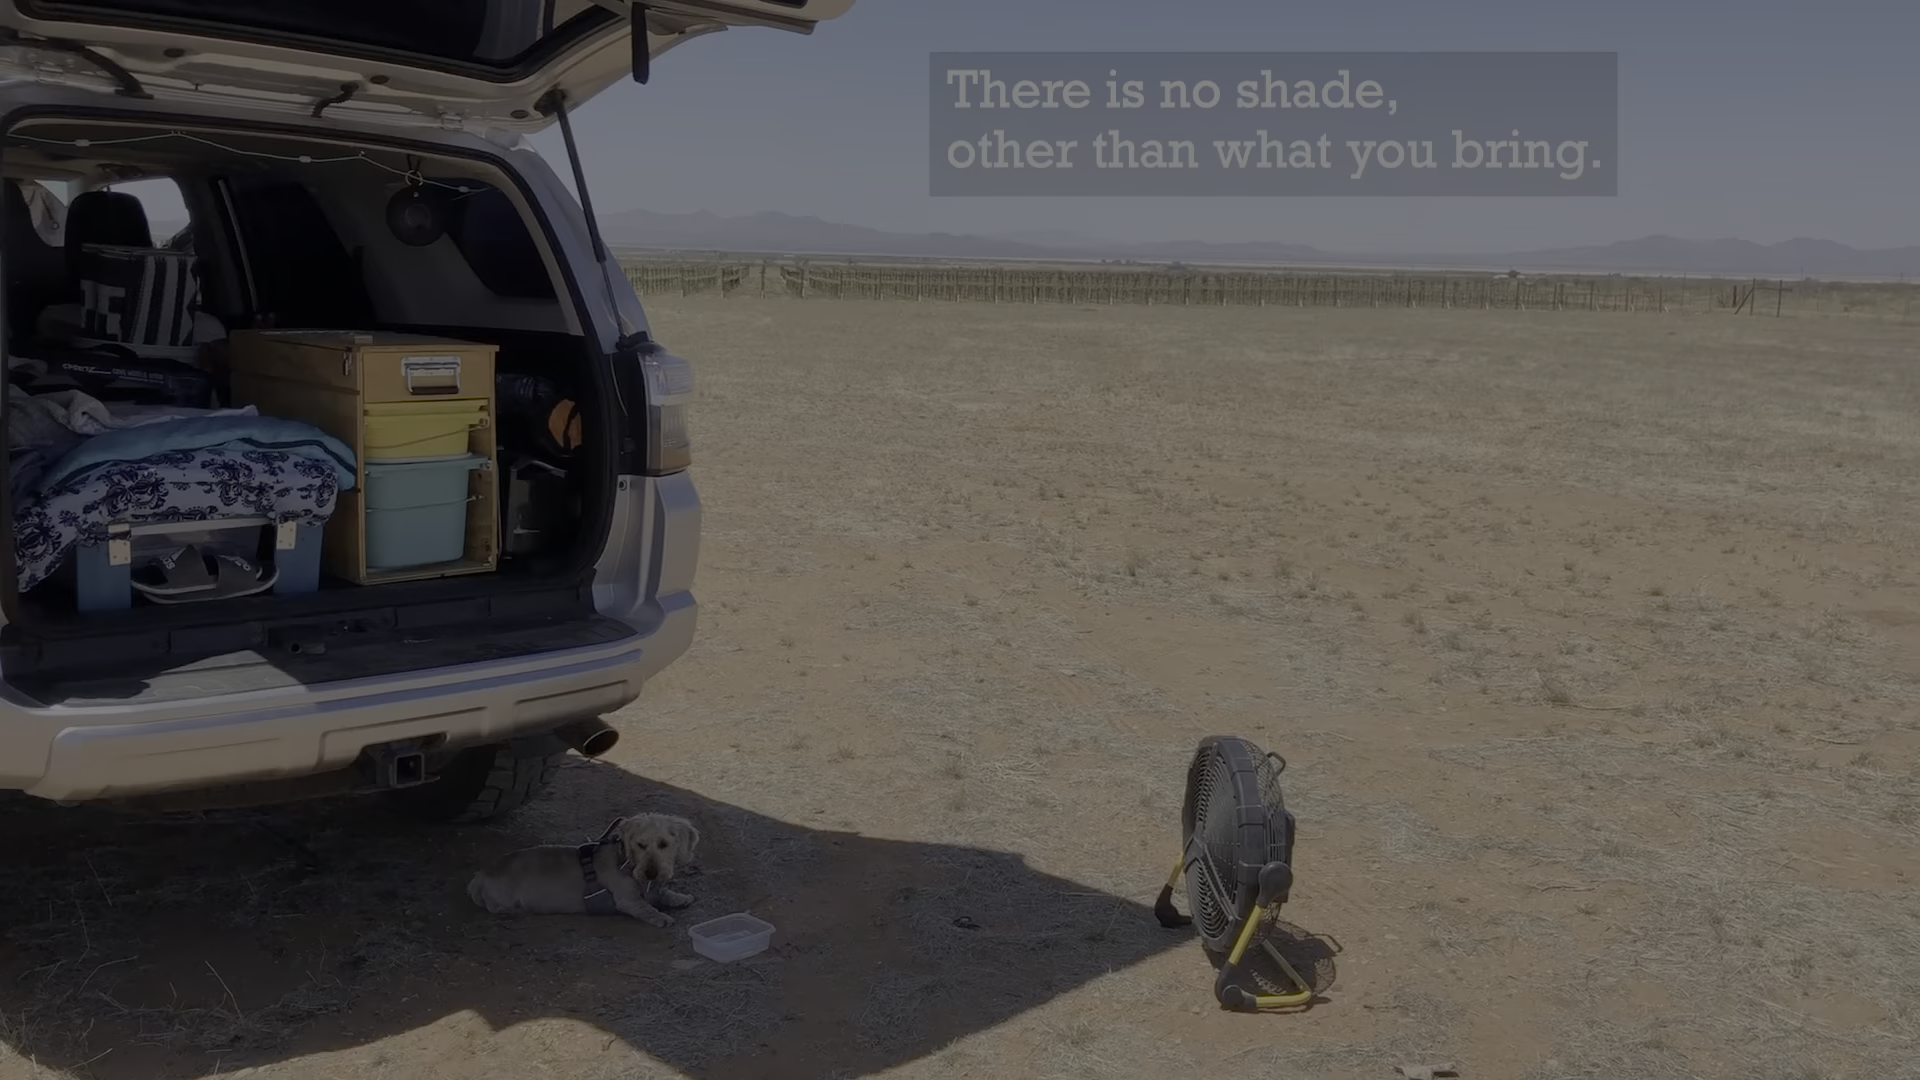 There is no shade,
other than what you bring.